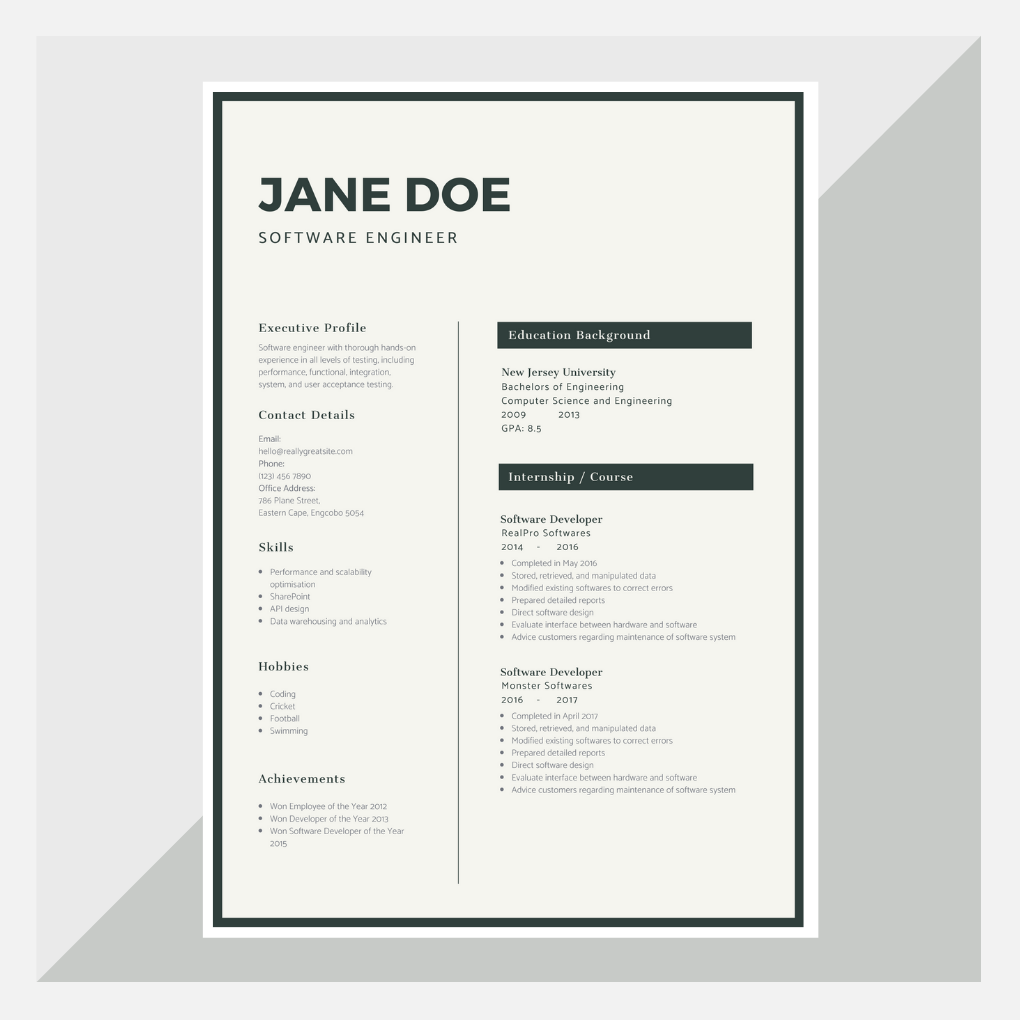 JANE DOE
SOFTWARE ENGINEER
Executive Profile
Software engineer with thorough hands-on
experience in all levels of testing, including
performance, functional, integration,
system, and user acceptance testing.
Contact Details
Email:
hello@reallygreatsite.com
Phone:
(123) 456 7890
Office Address:
786 Plane Street,
Eastern Cape, Engcobo 5054
Skills
• Performance and scalability
optimisation
• SharePoint
• API design
• Data warehousing and analytics
Hobbies
• Coding
• Cricket
• Football
• Swimming
Achievements
• Won Employee of the Year 2012
• Won Developer of the Year 2013
• Won Software Developer of the Year
2015
Education Background
New Jersey University
Bachelors of Engineering
Computer Science and Engineering
2009 2013
GPA: 8.5
Internship / Course
Software Developer
RealPro Softwares
2014 - 2016
• Completed in May 2016
• Stored, retrieved, and manipulated data
• Modified existing softwares to correct errors
• Prepared detailed reports
• Direct software design
• Evaluate interface between hardware and software
• Advice customers regarding maintenance of software system
Software Developer
Monster Softwares
2016 - 2017
• Completed in April 2017
• Stored, retrieved, and manipulated data
• Modified existing softwares to correct errors
• Prepared detailed reports
• Direct software design
• Evaluate interface between hardware and software
• Advice customers regarding maintenance of software system